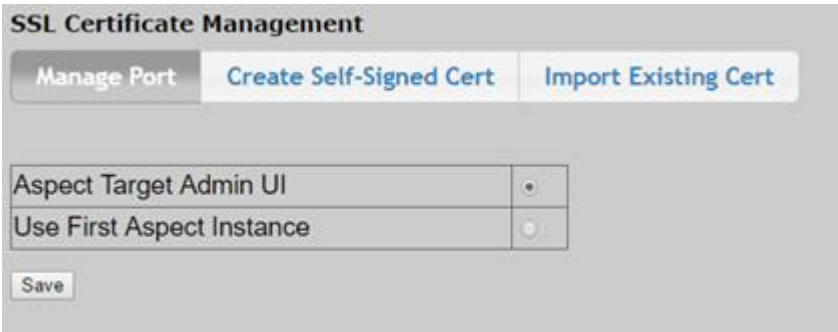 SSL Certificate Management
Manage Port Create Self-Signed Cert Import Existing Cert
Aspect Target Admin UI
Use First Aspect Instance
Save